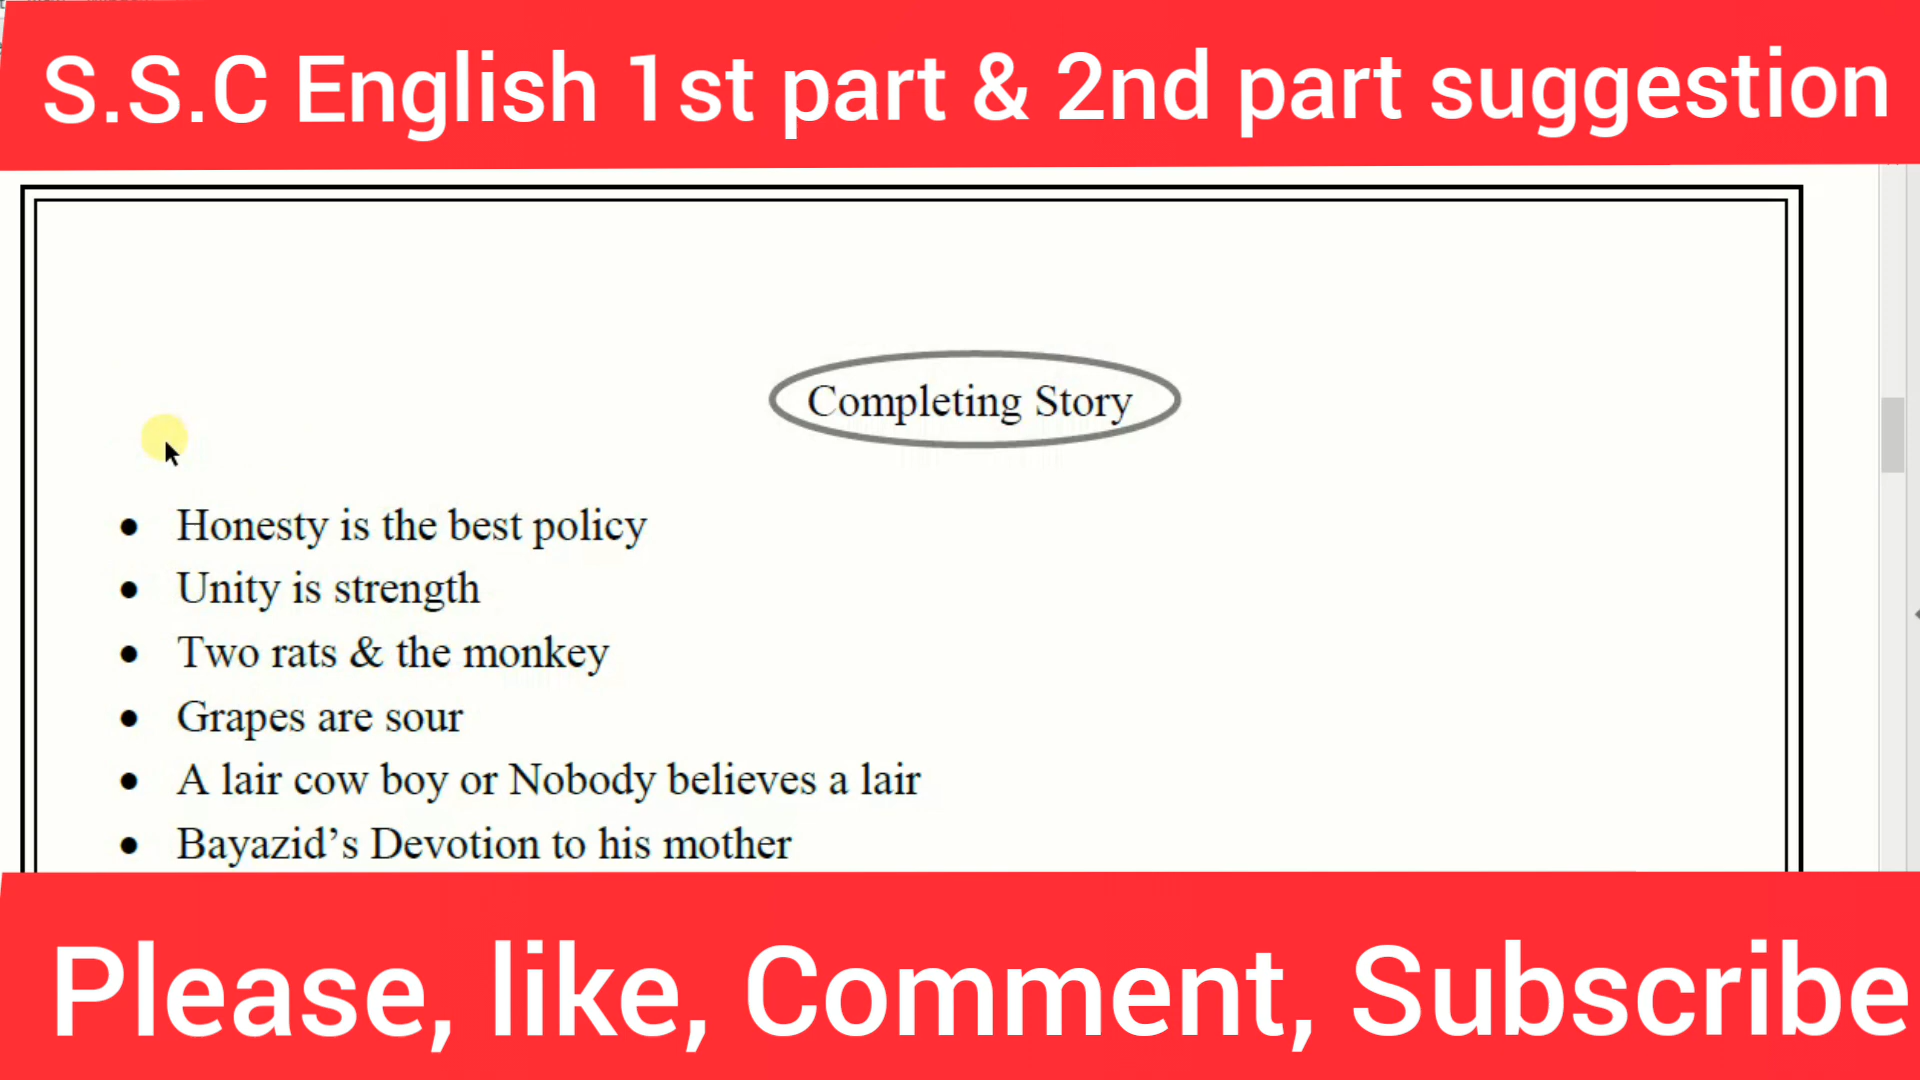 S.S.C English 1st part & 2nd part suggestion
Completing Story
• Honesty is the best policy
• Unity is strength
• Two rats & the monkey
• Grapes are sour
• A lair cow boy or Nobody believes a lair
• Bayazid’s Devotion to his mother
Please, like, Comment, Subscribe